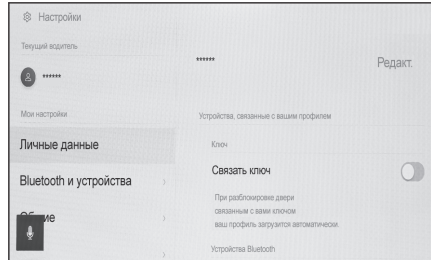 Настройки
Текущий водитель
******
Мои настройки
Личные данные
Bluetooth и устройства
******
Редакт.
Устройства, связанные с вашим профилем
Ключ
Связать ключ
При разблокировке двери
связанным с вами ключом
ваш профиль загрузится автоматически.
Устройства Bluetooth